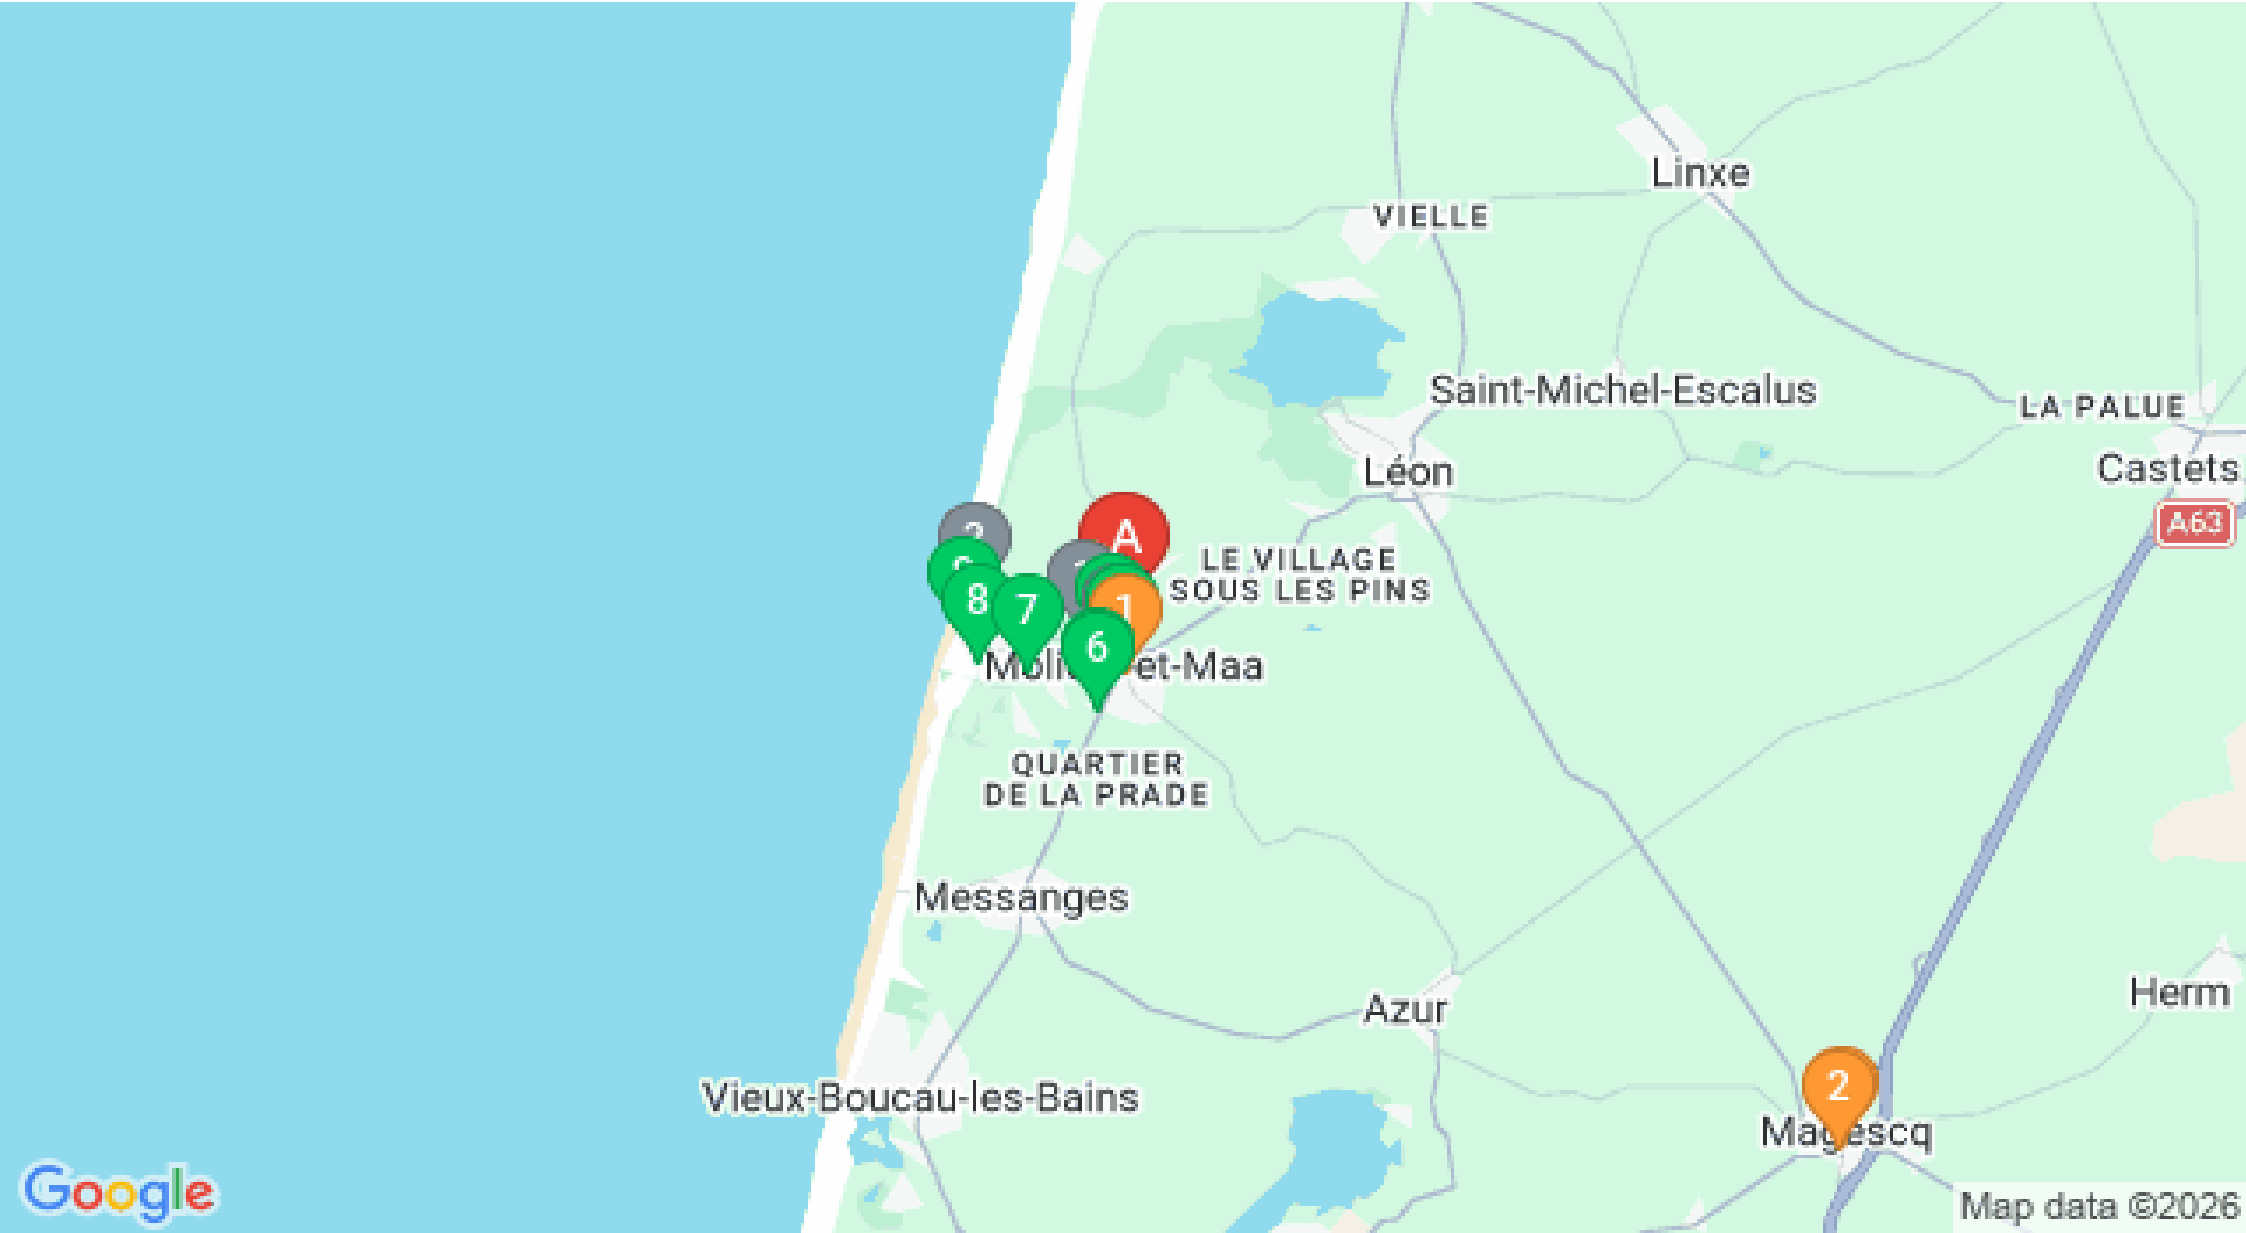 Linxe
VIELLE
Saint-Michel-Escalus
LA PALUE
Léon
Castets
A63
A
LE VILLAGE
SOUS LES PINS
8
7
1
6
et-Maa
QUARTIER
DE LA PRADE
Messanges
Azur
Herm
2
Vieux-Boucau-les-Bains
Magescq
Google
Map data ©2026